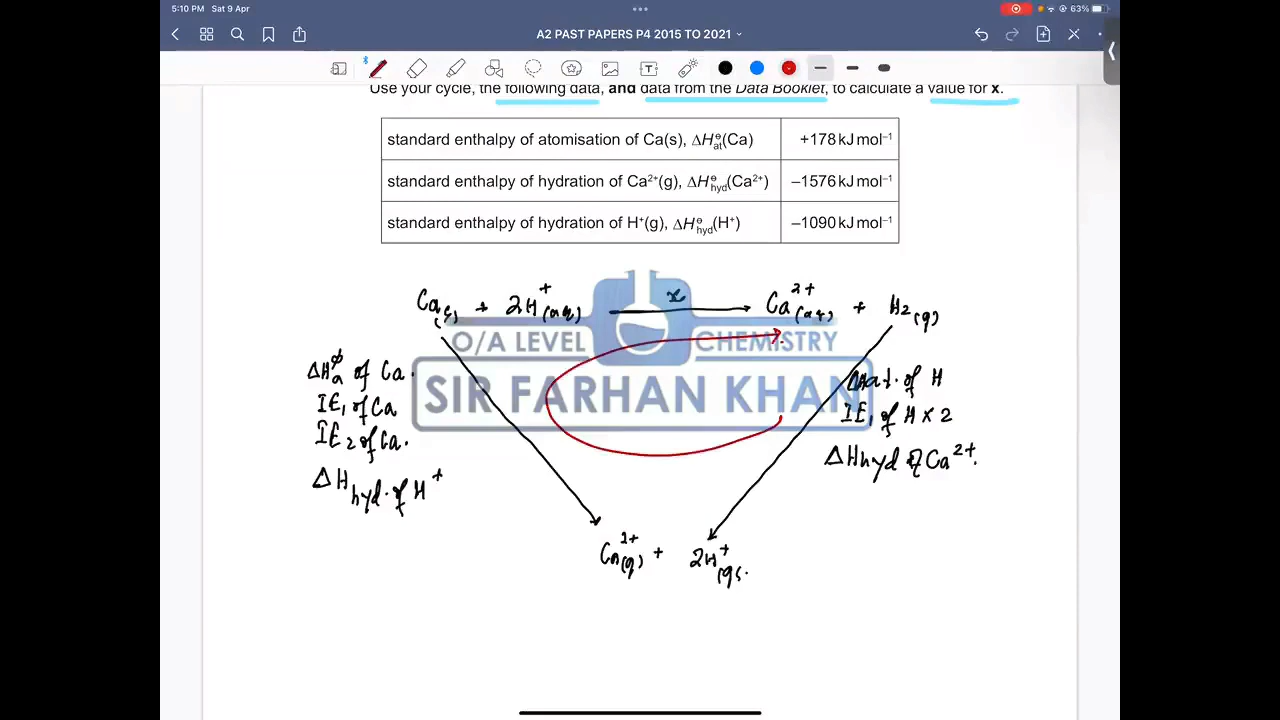 5:10 PM Sat 9 Apr
63%
A2 PAST PAPERS P4 2015 TO 2021
Use your cycle, the following data, and data from the Data Booklet, to calculate a value for x.
standard enthalpy of atomisation of Ca(s), ΔH⦵at(Ca) +178 kJ mol⁻¹
standard enthalpy of hydration of Ca²⁺(g), ΔH⦵hyd(Ca²⁺) –1576 kJ mol⁻¹
standard enthalpy of hydration of H⁺(g), ΔH⦵hyd(H⁺) –1090 kJ mol⁻¹
Ca(s) + 2H⁺(aq) x Ca²⁺(aq) + H₂(g)
O/A LEVEL CHEMISTRY
SIR FARHAN KHAN
ΔHa⦵ of Ca.
IE₁ of Ca
IE₂ of Ca.
ΔHhyd. of H⁺
ΔHat. of H
IE₁ of H x 2
ΔHhyd of Ca²⁺.
Ca²⁺(g) + 2H⁺(g).